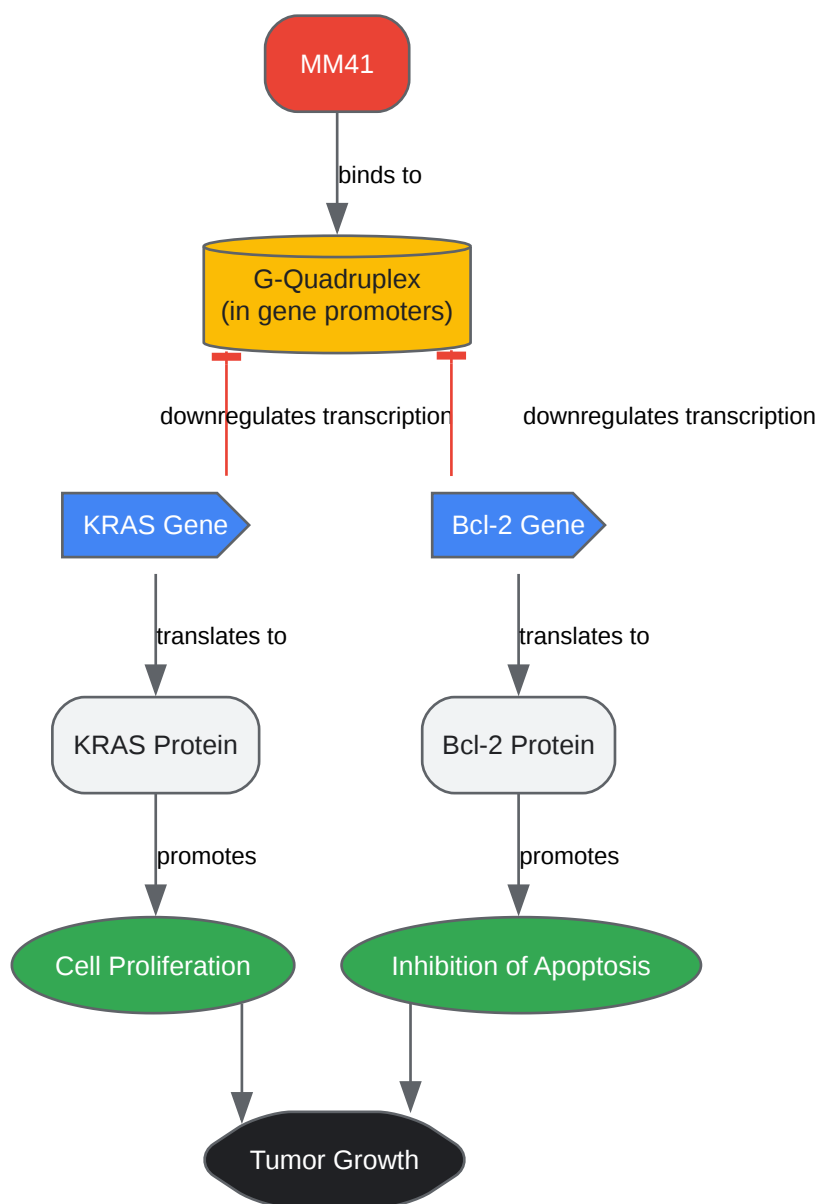 MM41
binds to
G-Quadruplex
(in gene promoters)
downregulates transcription
downregulates transcription
KRAS Gene
Bcl-2 Gene
translates to
translates to
KRAS Protein
Bcl-2 Protein
promotes
promotes
Cell Proliferation
Inhibition of Apoptosis
Tumor Growth